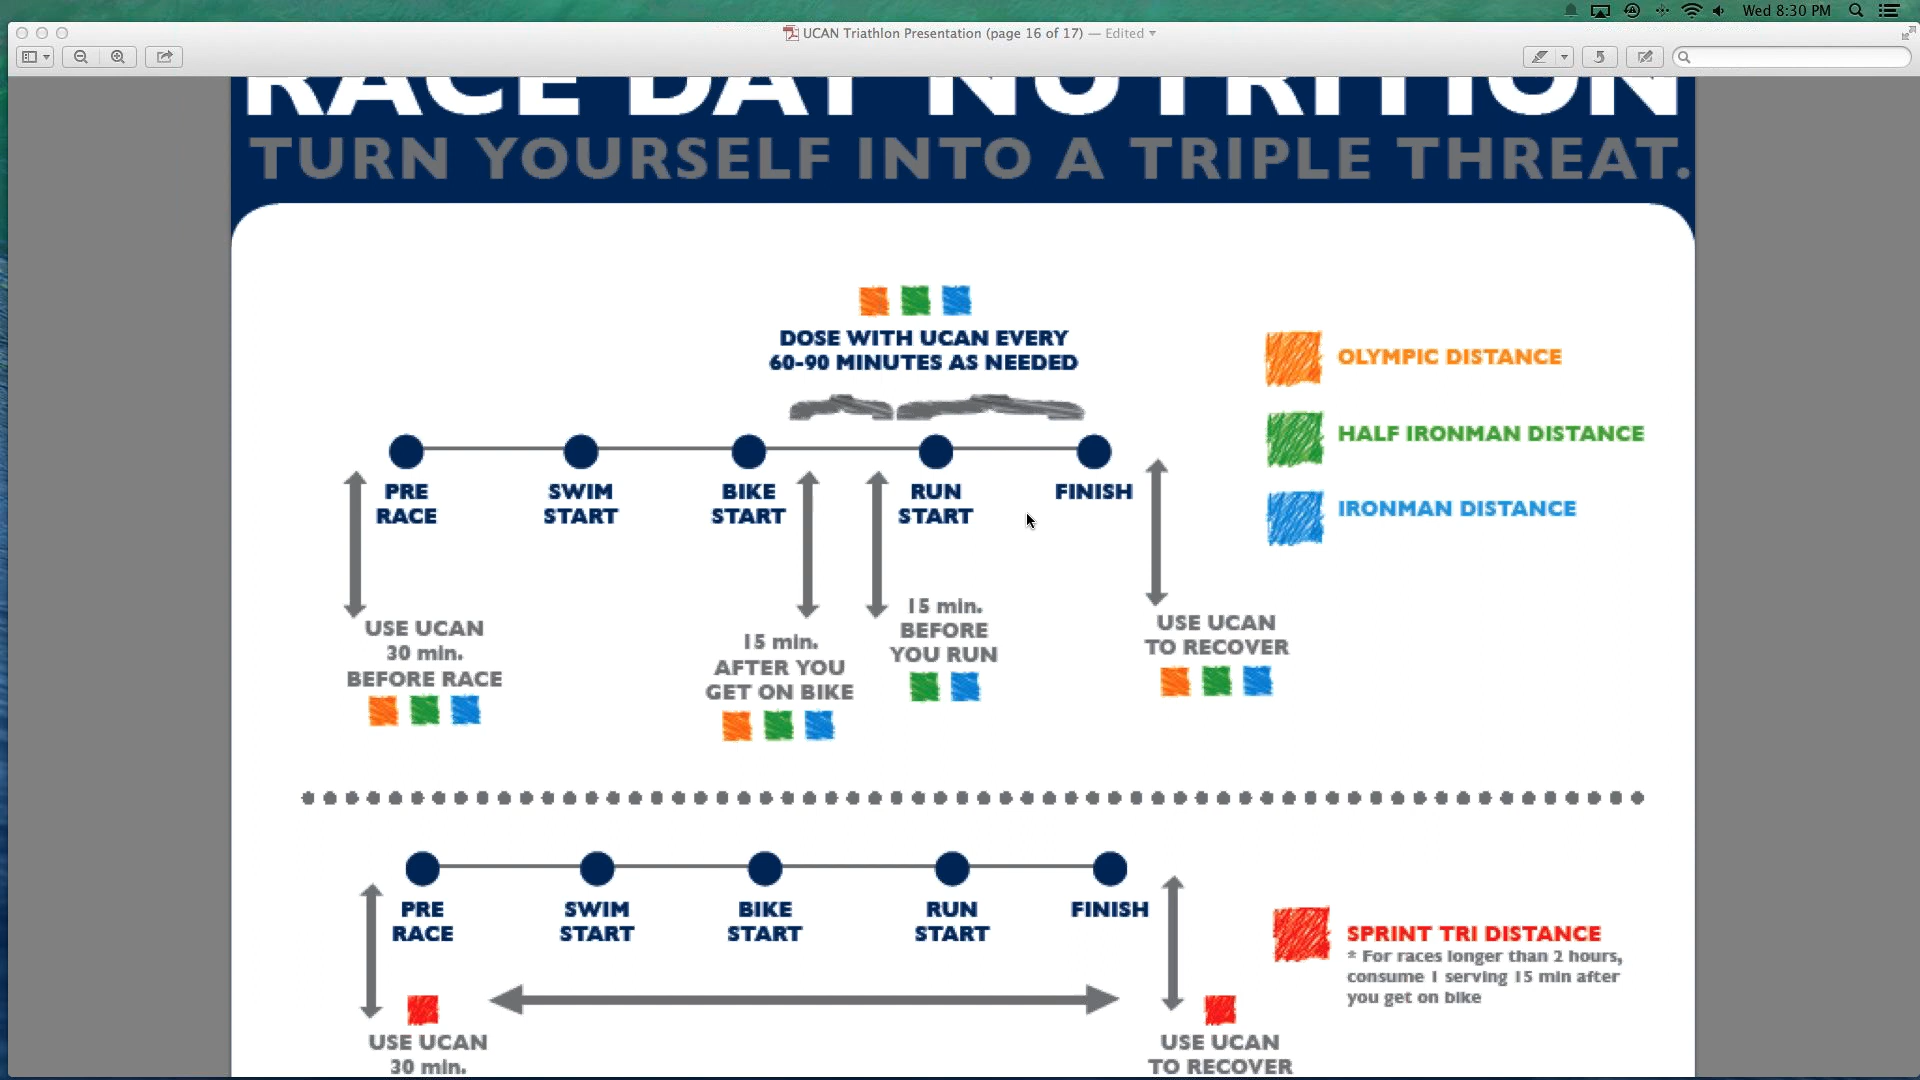 Wed 8:30 PM
UCAN Triathlon Presentation (page 16 of 17) — Edited
RACE DAY NUTRITION
TURN YOURSELF INTO A TRIPLE THREAT.
DOSE WITH UCAN EVERY
60-90 MINUTES AS NEEDED
OLYMPIC DISTANCE
HALF IRONMAN DISTANCE
IRONMAN DISTANCE
PRE
RACE
SWIM
START
BIKE
START
RUN
START
FINISH
USE UCAN
30 min.
BEFORE RACE
15 min.
AFTER YOU
GET ON BIKE
15 min.
BEFORE
YOU RUN
USE UCAN
TO RECOVER
PRE
RACE
SWIM
START
BIKE
START
RUN
START
FINISH
SPRINT TRI DISTANCE
* For races longer than 2 hours,
consume 1 serving 15 min after
you get on bike
USE UCAN
30 min.
USE UCAN
TO RECOVER